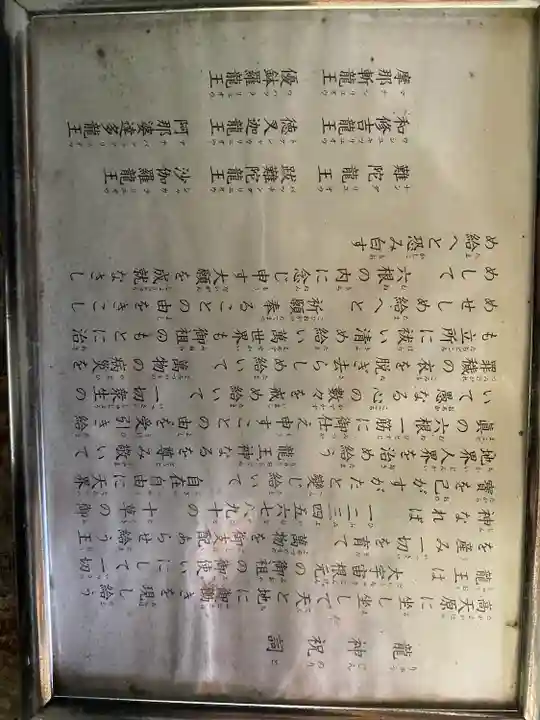 龍神祝詞
高天原に坐し坐して天と地に御働きを現し給う
龍王は大宇宙根元の御祖の御使いにして一切
を産み一切を育て　萬物を御支配あらせ給う王
神なれば　一二三四五六七八九十の　十種の御
寶を己がすがたと變じ給いて　自在自由に天界
地界人界を治め給う　龍王神なるを尊み敬いて
眞の六根一筋に御仕え申すことの由を受引き給
いて愚なる心の数々を戒め給いて　一切衆生の
罪穢の衣を脱ぎ去らしめ給いて　萬物の病災を
も立所に祓い清め給い萬世界も御祖のもとに治
めせしめ給へと　祈願奉ることの由をきこし
めして六根の内に念じ申す大願を成就なさし
め給へと恐み白す
難陀龍王　跋難陀龍王　沙伽羅龍王
和修吉龍王　徳叉迦龍王　阿那婆達多龍王
摩那斯龍王　優鉢羅龍王